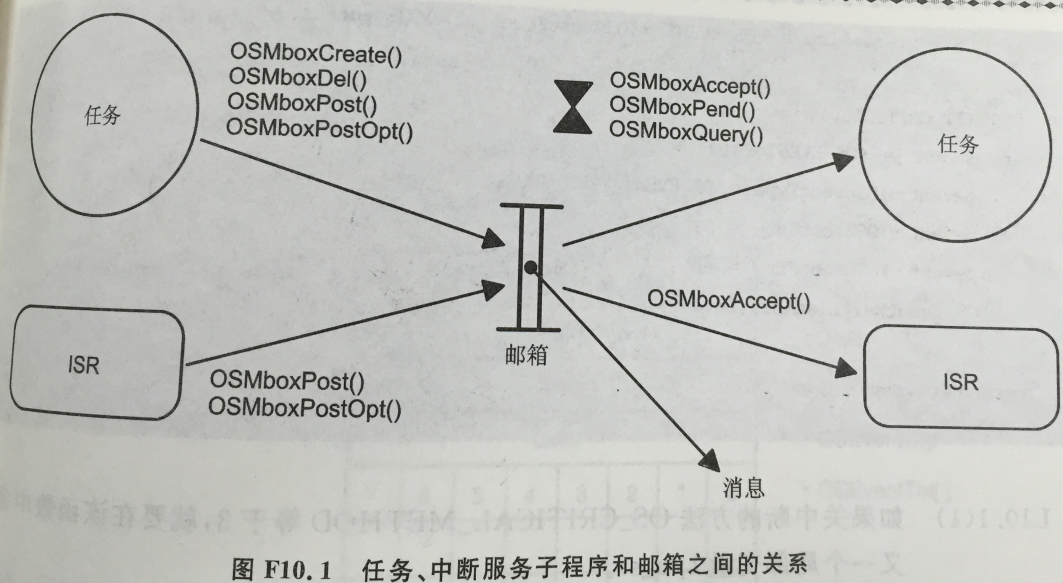 任务
OSMboxCreate()
OSMboxDel()
OSMboxPost()
OSMboxPostOpt()
OSMboxAccept()
OSMboxPend()
OSMboxQuery()
任务
ISR
OSMboxPost()
OSMboxPostOpt()
邮箱
OSMboxAccept()
ISR
消息
图 F10.1 任务、中断服务子程序和邮箱之间的关系